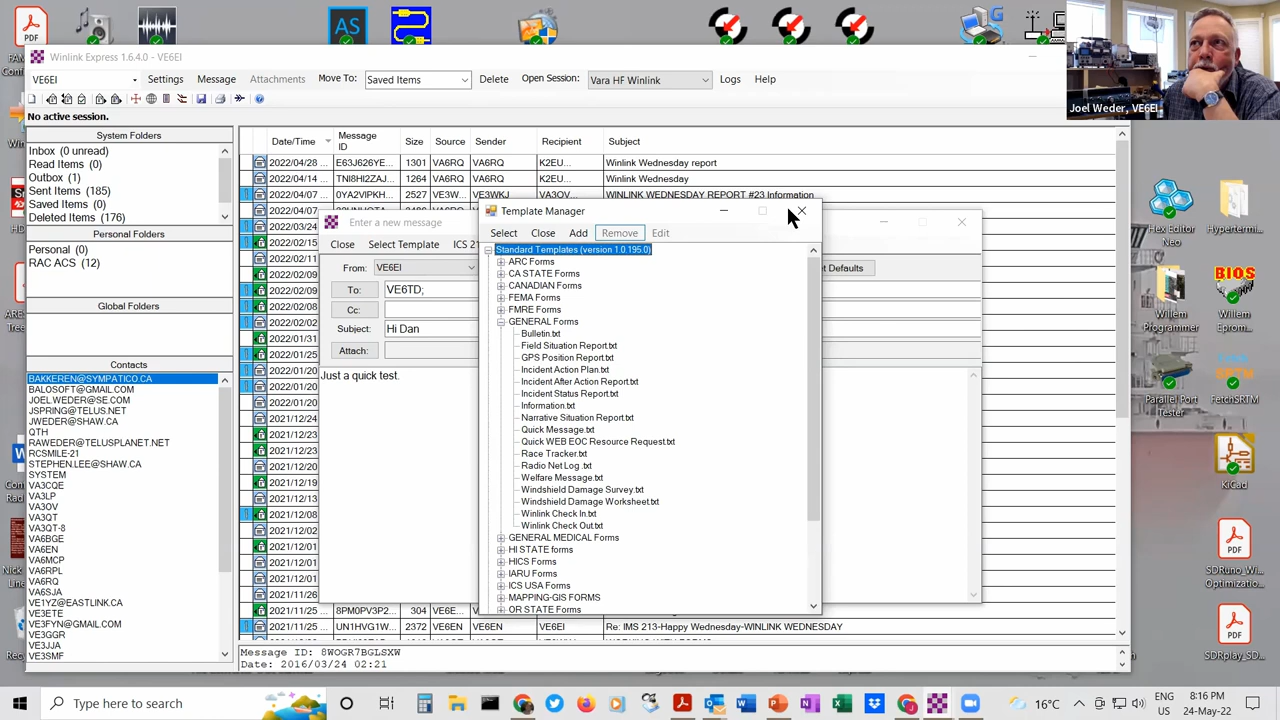 Winlink Express 1.6.4.0 - VE6EI
VE6EI Settings Message Attachments Move To: Saved Items Delete Open Session: Vara HF Winlink Logs Help
No active session.
System Folders
Inbox (0 unread)
Read Items (0)
Outbox (1)
Sent Items (185)
Saved Items (0)
Deleted Items (176)
Personal Folders
Personal (0)
RAC ACS (12)
Global Folders
Contacts
BAKKEREN@SYMPATICO.CA
BALOSOFT@GMAIL.COM
JOEL.WEDER@SE.COM
JSPRING@TELUS.NET
JWEDER@SHAW.CA
QTH
RAWEDER@TELUSPLANET.NET
RCSMILE-21
STEPHEN.LEE@SHAW.CA
SYSTEM
VA3CQE
VA3LP
VA3OV
VA3QT
VA3QT-8
VA6BGE
VA6EN
VA6MCP
VA6RPL
VA6RQ
VA6SJA
VE1YZ@EASTLINK.CA
VE3ETE
VE3FYN@GMAIL.COM
VE3GGR
VE3JJA
VE3SMF
Date/Time Message ID Size Source Sender Recipient Subject
2022/04/28 ... E63J626YE... 1301 VA6RQ VA6RQ K2EU... Winlink Wednesday report
2022/04/14 ... TNI8HI2ZAJ... 1264 VA6RQ VA6RQ K2EU... Winlink Wednesday
2022/04/07 ... 0YA2VIPKH... 2528 VE3W... VE3WKJ VA3OV... WINLINK WEDNESDAY REPORT #23 Information
2022/04/07
2022/03/24
2022/02/15
2022/02/11
2022/02/09
2022/02/09
2022/02/08
2022/02/02
2022/01/31
2022/01/25
2022/01/20
2022/01/20
2022/01/20
2021/12/24
2021/12/23
2021/12/23
2021/12/20
2021/12/19
2021/12/13
2021/12/08
2021/12/02
2021/12/01
2021/12/01
2021/12/01
2021/11/26
2021/11/25 ... 8PM0PV3P2... 304 VE6E...
2021/11/25 ... UN1HVG1W... 2372 VE6EN VE6EN VE6EI Re: IMS 213-Happy Wednesday-WINLINK WEDNESDAY
Message ID: 8WOGR7BGLSXW
Date: 2016/03/24 02:21
Enter a new message
Close Select Template ICS 2
From: VE6EI
t Defaults
To: VE6TD;
Cc:
Subject: Hi Dan
Attach:
Just a quick test.
Template Manager
Select Close Add Remove Edit
Standard Templates (version 1.0.195.0)
ARC Forms
CA STATE Forms
CANADIAN Forms
FEMA Forms
FMRE Forms
GENERAL Forms
Bulletin.txt
Field Situation Report.txt
GPS Position Report.txt
Incident Action Plan.txt
Incident After Action Report.txt
Incident Status Report.txt
Information.txt
Narrative Situation Report.txt
Quick Message.txt
Quick WEB EOC Resource Request.txt
Race Tracker.txt
Radio Net Log .txt
Welfare Message.txt
Windshield Damage Survey.txt
Windshield Damage Worksheet.txt
Winlink Check In.txt
Winlink Check Out.txt
GENERAL MEDICAL Forms
HI STATE forms
HICS Forms
IARU Forms
ICS USA Forms
MAPPING-GIS FORMS
OR STATE Forms
Joel Weder, VE6EI
AS
Hex Editor Neo
Hypertermi...
Willem Programmer
BIOS
Willem Eprom...
Parallel Port Tester
FetchSRTM
KiCad
SDRuno_Wi... Optimizatio...
SDRplay_SD...
Type here to search
16°C
ENG
US
8:16 PM
24-May-22